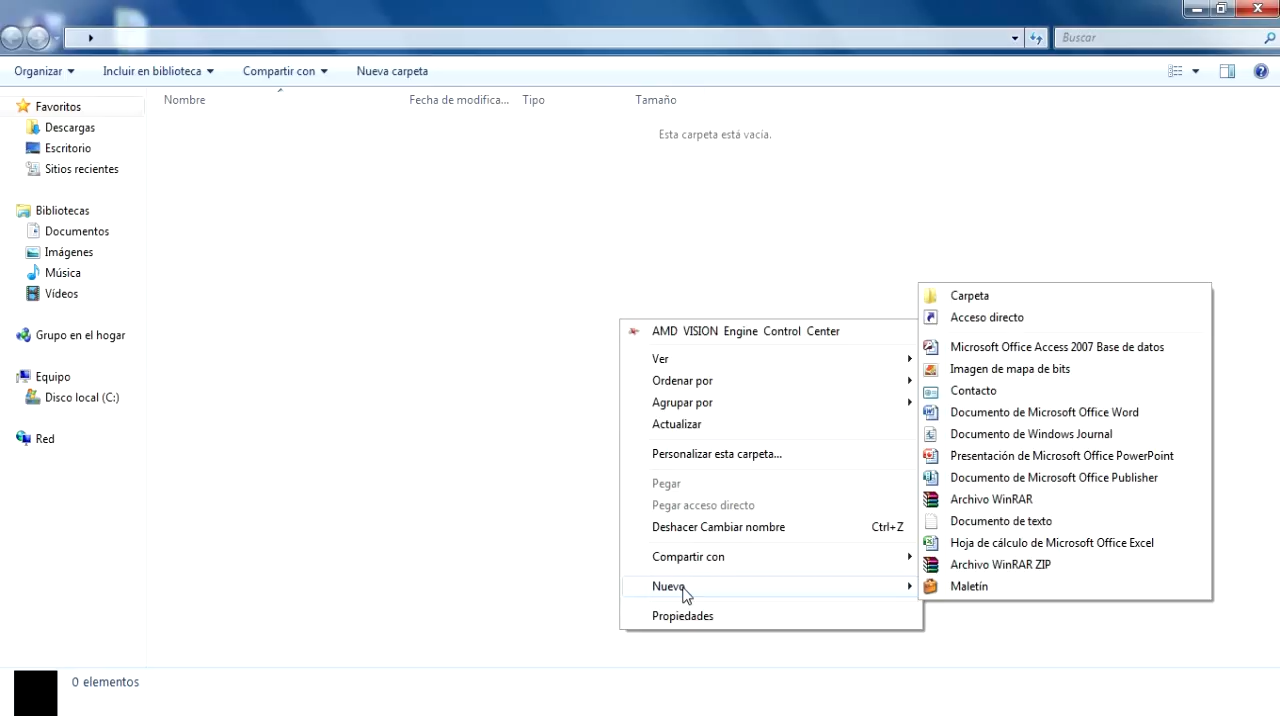 Buscar
Organizar
Incluir en biblioteca
Compartir con
Nueva carpeta
Nombre
Fecha de modifica...
Tipo
Tamaño
Esta carpeta está vacía.
Favoritos
Descargas
Escritorio
Sitios recientes
Bibliotecas
Documentos
Imágenes
Música
Vídeos
Grupo en el hogar
Equipo
Disco local (C:)
Red
AMD VISION Engine Control Center
Ver
Ordenar por
Agrupar por
Actualizar
Personalizar esta carpeta...
Pegar
Pegar acceso directo
Deshacer Cambiar nombre Ctrl+Z
Compartir con
Nuevo
Propiedades
Carpeta
Acceso directo
Microsoft Office Access 2007 Base de datos
Imagen de mapa de bits
Contacto
Documento de Microsoft Office Word
Documento de Windows Journal
Presentación de Microsoft Office PowerPoint
Documento de Microsoft Office Publisher
Archivo WinRAR
Documento de texto
Hoja de cálculo de Microsoft Office Excel
Archivo WinRAR ZIP
Maletín
0 elementos